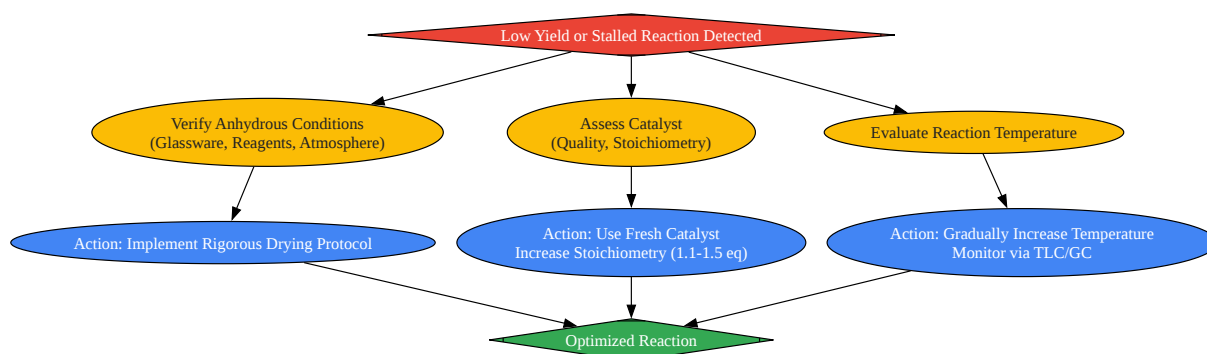 Low Yield or Stalled Reaction Detected
Verify Anhydrous Conditions
(Glassware, Reagents, Atmosphere)
Assess Catalyst
(Quality, Stoichiometry)
Evaluate Reaction Temperature
Action: Implement Rigorous Drying Protocol
Action: Use Fresh Catalyst
Increase Stoichiometry (1.1-1.5 eq)
Action: Gradually Increase Temperature
Monitor via TLC/GC
Optimized Reaction